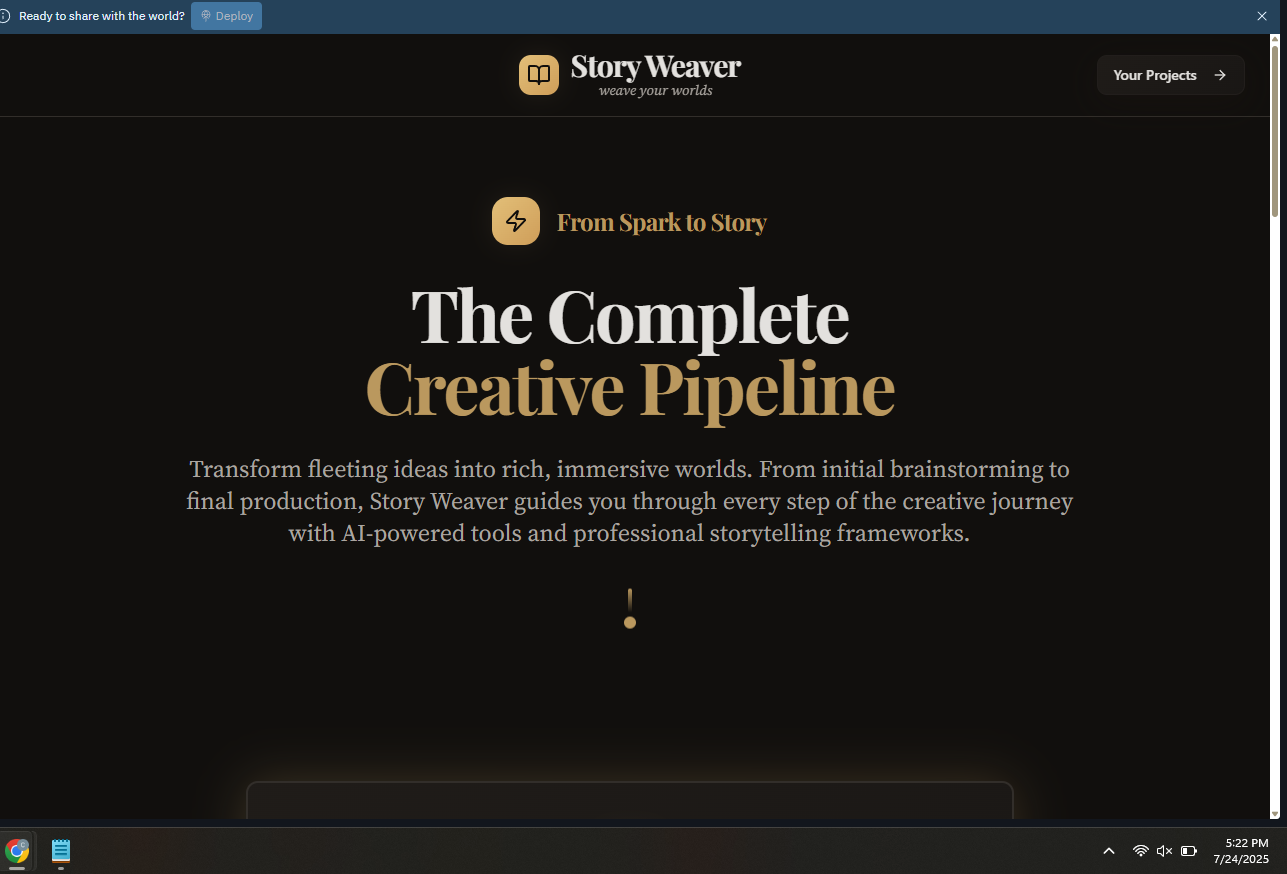 Ready to share with the world?
Deploy
Story Weaver
weave your worlds
Your Projects
From Spark to Story
The Complete
Creative Pipeline
Transform fleeting ideas into rich, immersive worlds. From initial brainstorming to
final production, Story Weaver guides you through every step of the creative journey
with AI-powered tools and professional storytelling frameworks.
5:22 PM
7/24/2025